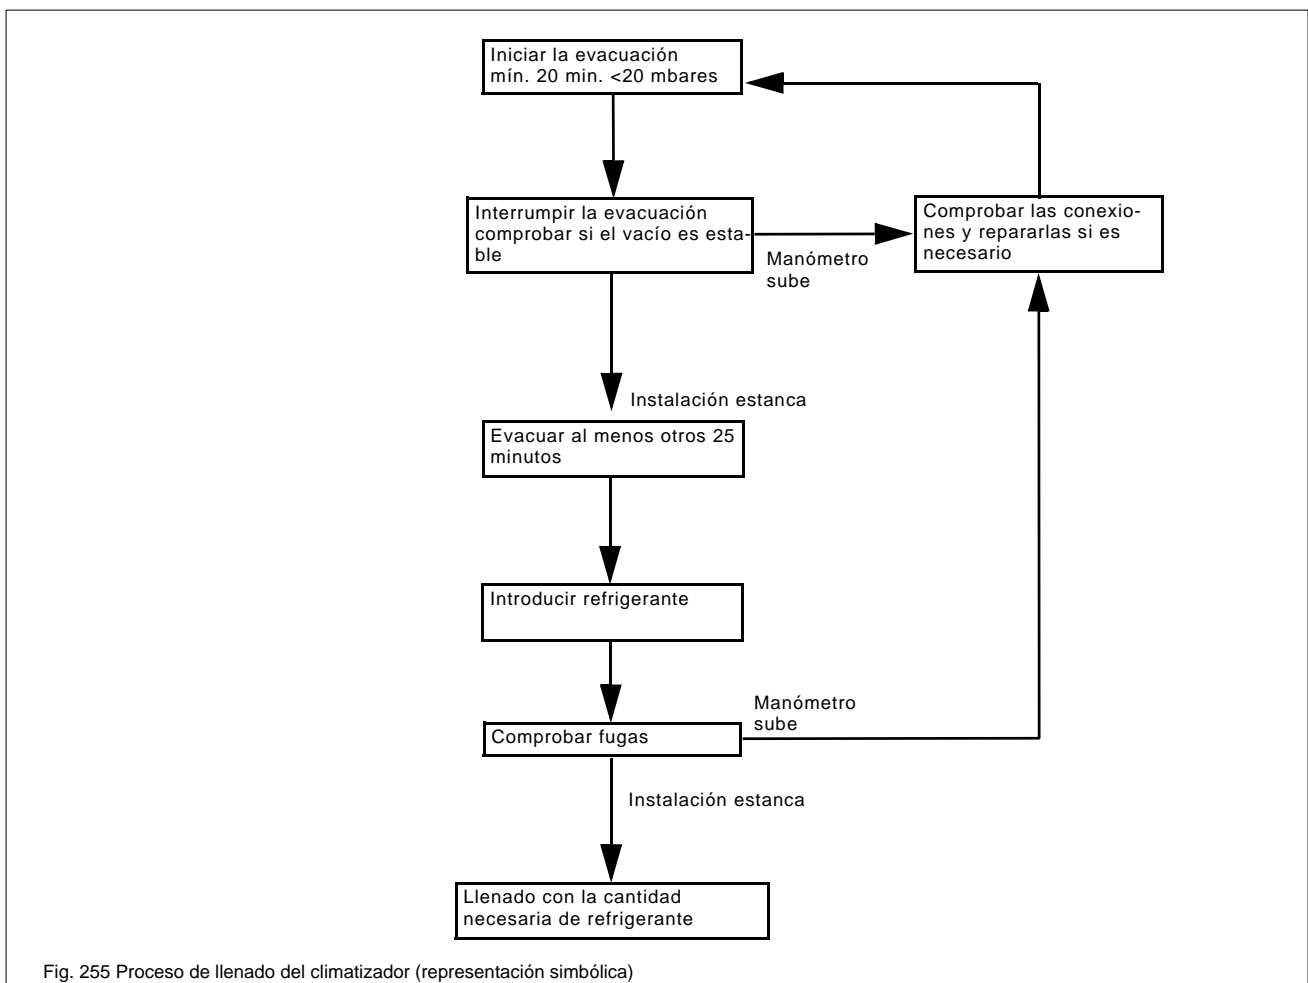 Iniciar la evacuación
mín. 20 min. <20 mbares
Interrumpir la evacuación
comprobar si el vacío es esta-
ble
Manómetro
sube
Comprobar las conexio-
nes y repararlas si es
necesario
Instalación estanca
Evacuar al menos otros 25
minutos
Introducir refrigerante
Manómetro
sube
Comprobar fugas
Instalación estanca
Llenado con la cantidad
necesaria de refrigerante
Fig. 255 Proceso de llenado del climatizador (representación simbólica)